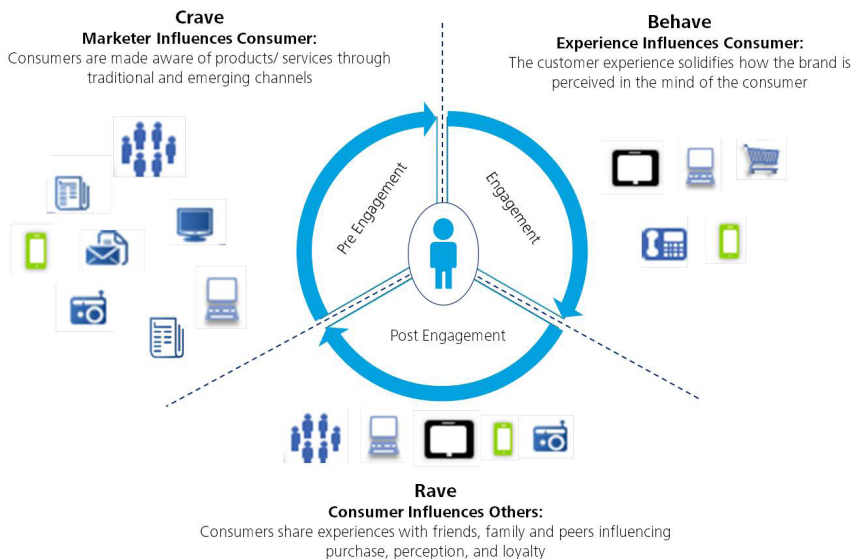 Crave
Marketer Influences Consumer:
Consumers are made aware of products/ services through
traditional and emerging channels
Behave
Experience Influences Consumer:
The customer experience solidifies how the brand is
perceived in the mind of the consumer
Pre Engagement
Engagement
Post Engagement
Rave
Consumer Influences Others:
Consumers share experiences with friends, family and peers influencing
purchase, perception, and loyalty